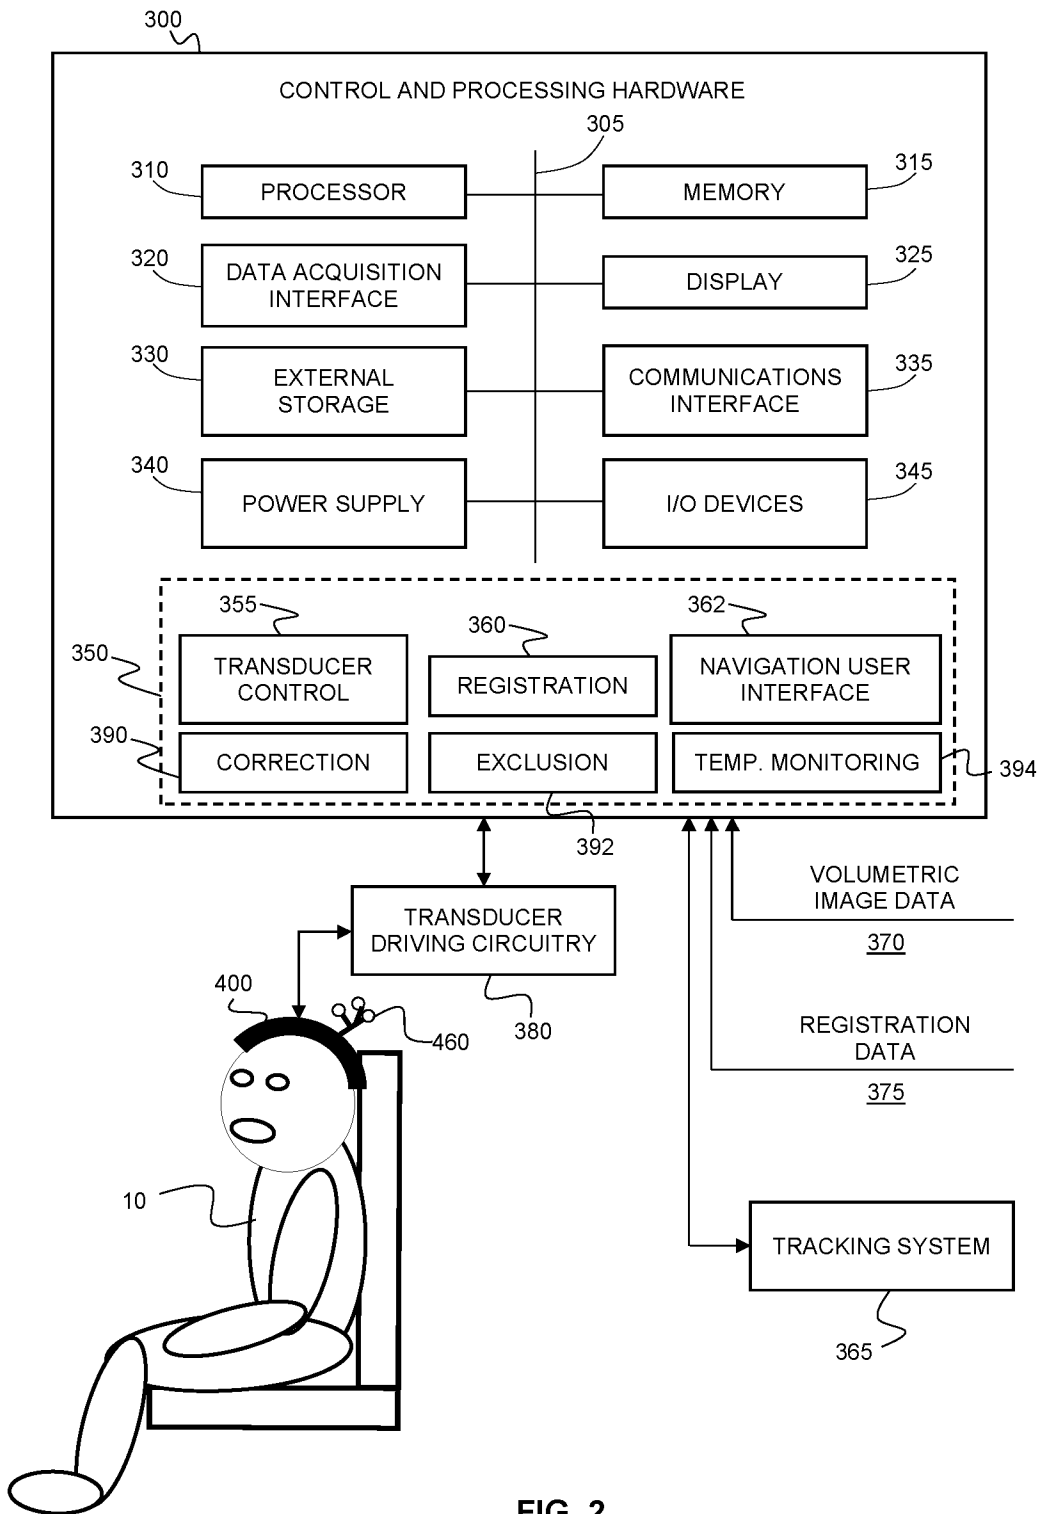 300
CONTROL AND PROCESSING HARDWARE
305
310
PROCESSOR
MEMORY
315
320
DATA ACQUISITION
INTERFACE
DISPLAY
325
330
EXTERNAL
STORAGE
COMMUNICATIONS
INTERFACE
335
340
POWER SUPPLY
I/O DEVICES
345
355
360
362
350
TRANSDUCER
CONTROL
REGISTRATION
NAVIGATION USER
INTERFACE
390
CORRECTION
EXCLUSION
TEMP. MONITORING
394
392
VOLUMETRIC
IMAGE DATA
370
TRANSDUCER
DRIVING CIRCUITRY
380
400
460
REGISTRATION
DATA
375
10
TRACKING SYSTEM
365
FIG. 2